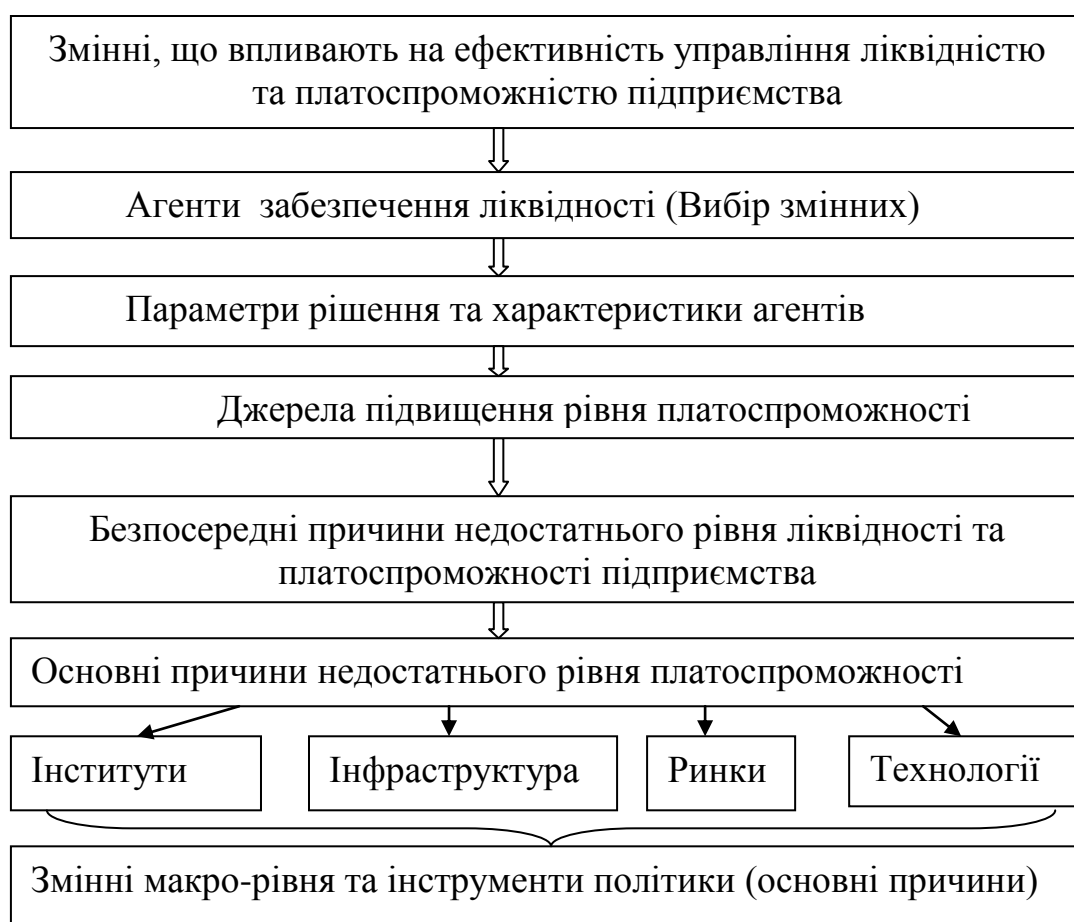 Змінні, що впливають на ефективність управління ліквідністю
та платоспроможністю підприємства
Агенти забезпечення ліквідності (Вибір змінних)
Параметри рішення та характеристики агентів
Джерела підвищення рівня платоспроможності
Безпосередні причини недостатнього рівня ліквідності та
платоспроможності підприємства
Основні причини недостатнього рівня платоспроможності
Інститути
Інфраструктура
Ринки
Технології
Змінні макро-рівня та інструменти політики (основні причини)